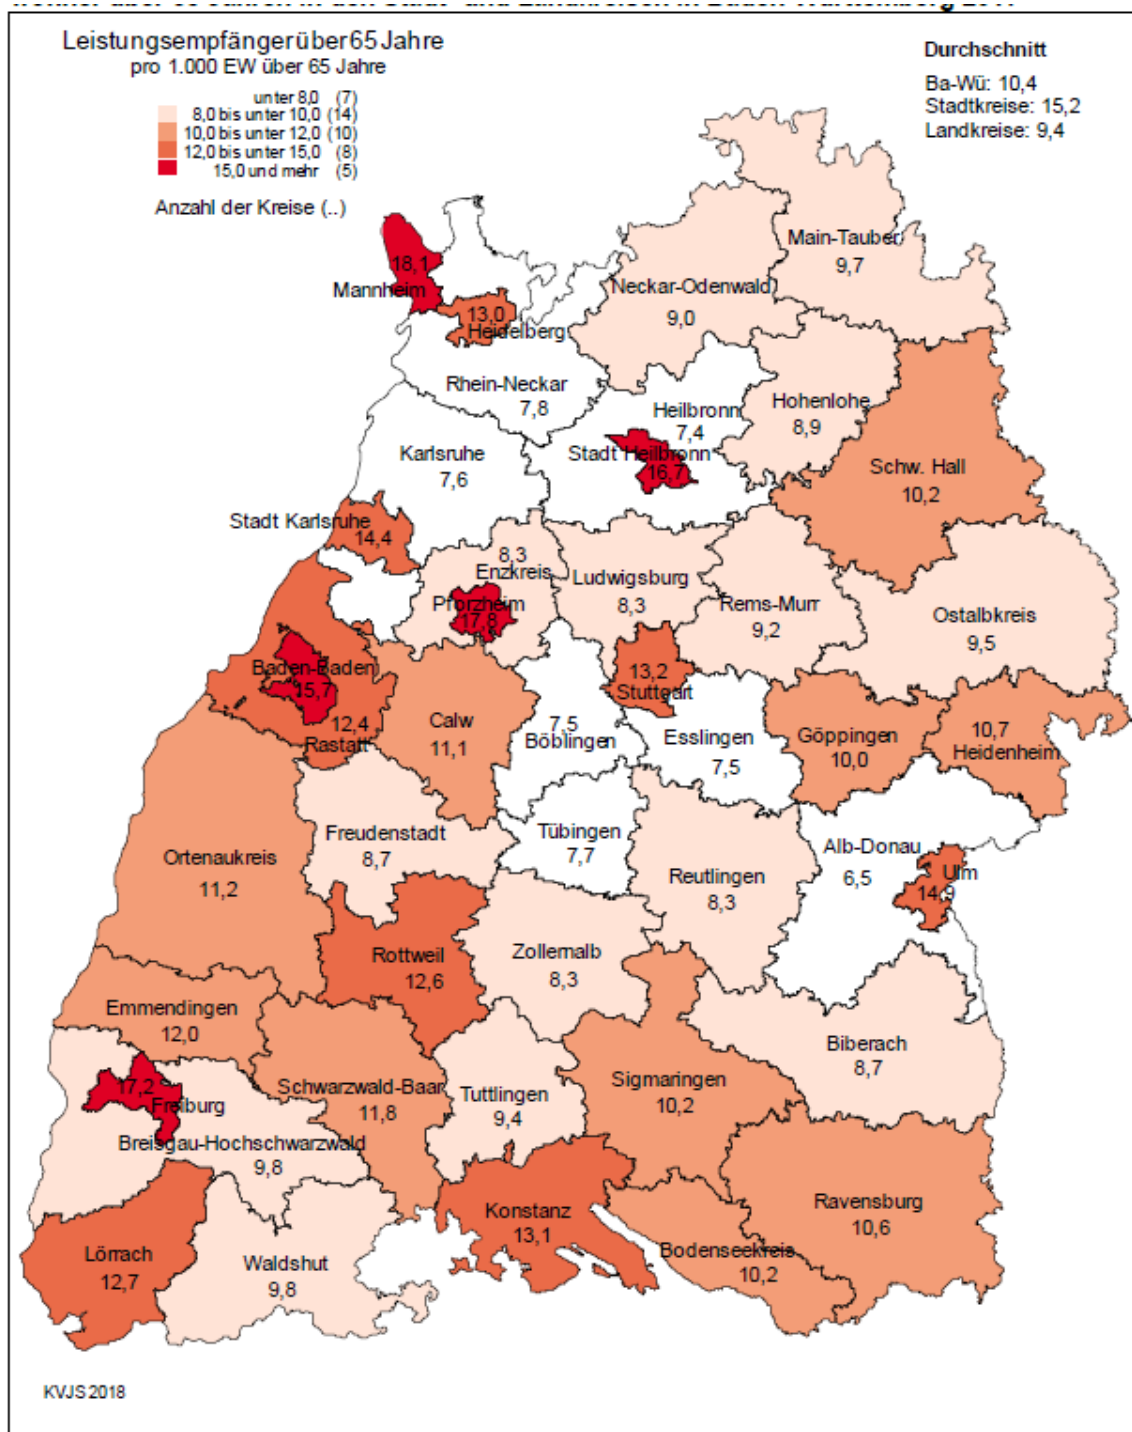 Leistungsempfänger über 65 Jahre
pro 1.000 EW über 65 Jahre
unter 8,0 (7)
8,0 bis unter 10,0 (14)
10,0 bis unter 12,0 (10)
12,0 bis unter 15,0 (8)
15,0 und mehr (5)
Anzahl der Kreise (..)
Durchschnitt
Ba-Wü: 10,4
Stadtkreise: 15,2
Landkreise: 9,4
Main-Tauber
9,7
18,1
Mannheim
Neckar-Odenwald
9,0
13,0
Heidelberg
Rhein-Neckar
7,8
Heilbronn
7,4
Hohenlohe
8,9
Karlsruhe
7,6
Stadt Heilbronn
16,7
Schw. Hall
10,2
Stadt Karlsruhe
14,4
8,3
Enzkreis
Ludwigsburg
8,3
Pforzheim
17,8
Rems-Murr
9,2
Ostalbkreis
9,5
Baden-Baden
15,7
13,2
Stuttgart
12,4
Rastatt
Calw
11,1
7,5
Böblingen
Esslingen
7,5
Göppingen
10,0
10,7
Heidenheim
Freudenstadt
8,7
Tübingen
7,7
Ortenaukreis
11,2
Reutlingen
8,3
Alb-Donau
6,5
Ulm
14,9
Rottweil
12,6
Zollernalb
8,3
Emmendingen
12,0
Biberach
8,7
17,2
Freiburg
Schwarzwald-Baar
11,8
Tuttlingen
9,4
Sigmaringen
10,2
Breisgau-Hochschwarzwald
9,8
Konstanz
13,1
Ravensburg
10,6
Lörrach
12,7
Waldshut
9,8
Bodenseekreis
10,2
KVJS 2018